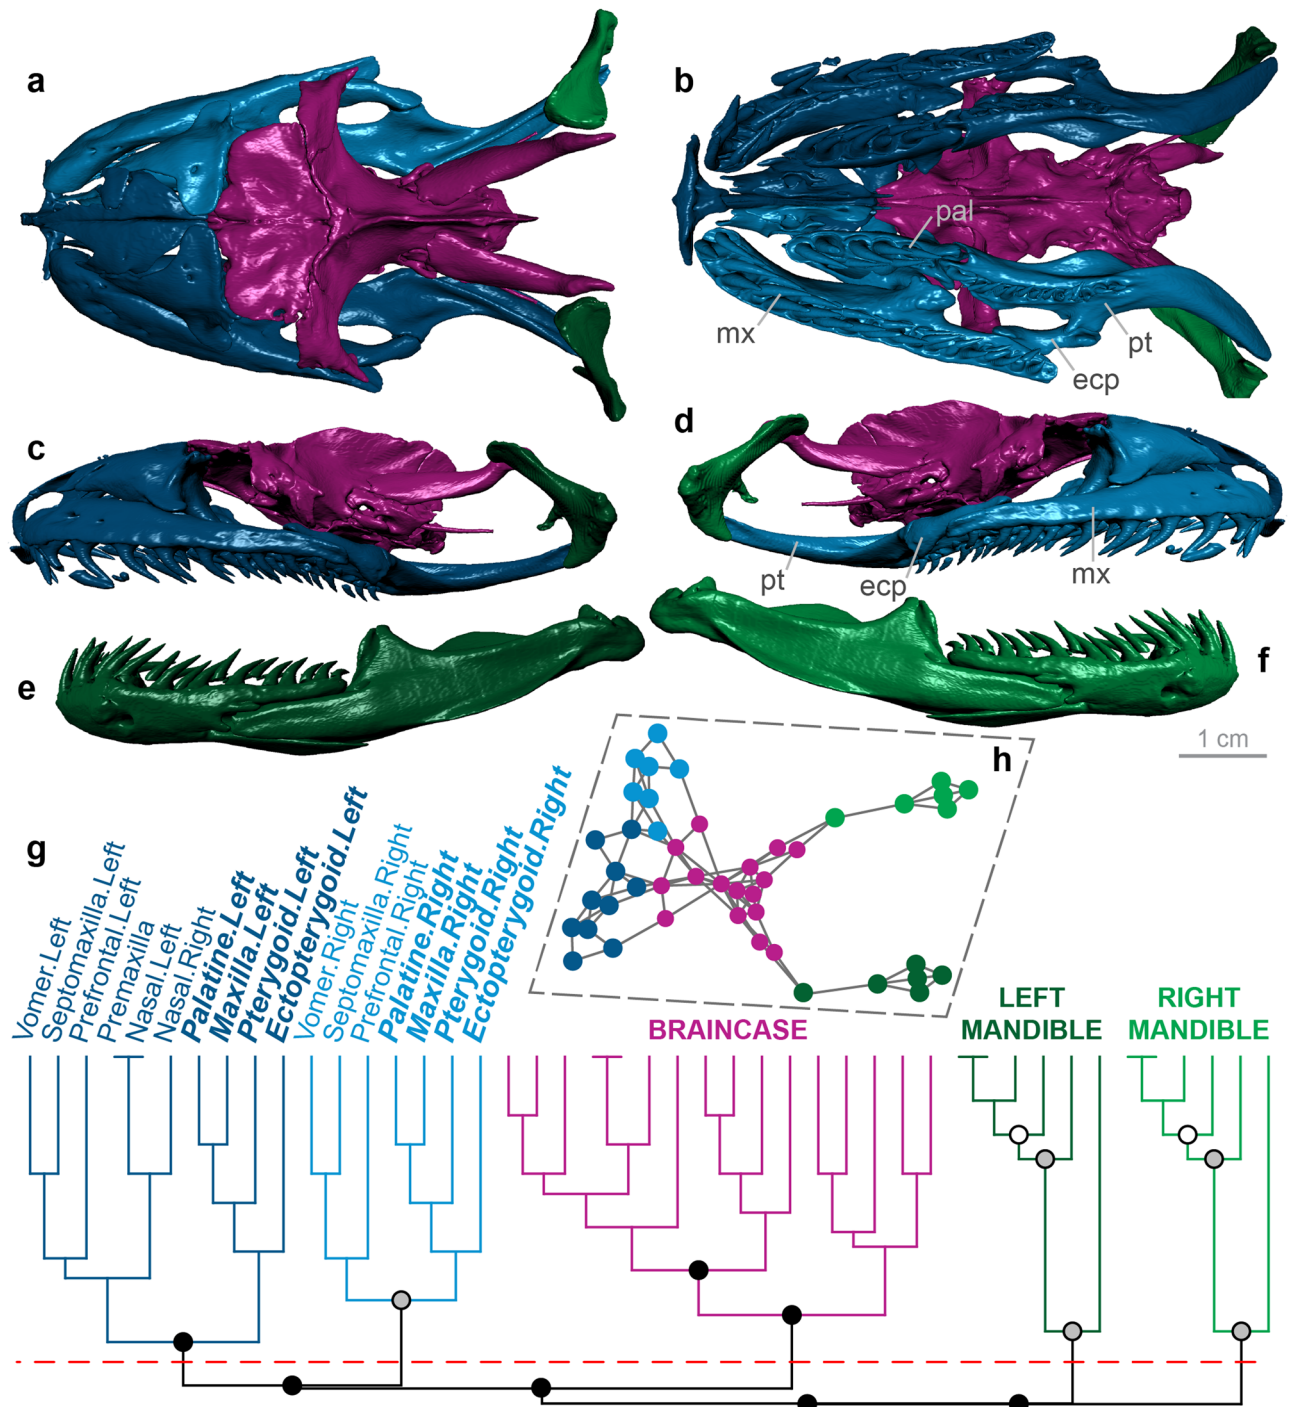 a
b
pal
mx
pt
ecp
c
d
pt
ecp
mx
e
f
1 cm
h
g
Vomer.Left
Septomaxilla.Left
Prefrontal.Left
Premaxilla
Nasal.Left
Nasal.Right
Palatine.Left
Maxilla.Left
Pterygoid.Left
Ectopterygoid.Left
Vomer.Right
Septomaxilla.Right
Prefrontal.Right
Palatine.Right
Maxilla.Right
Pterygoid.Right
Ectopterygoid.Right
BRAINCASE
LEFT
MANDIBLE
RIGHT
MANDIBLE